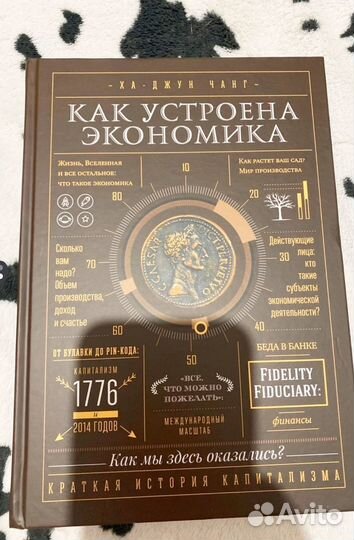 ХА-ДЖУН ЧАНГ
КАК УСТРОЕНА
ЭКОНОМИКА
Жизнь, Вселенная
и все остальное:
что такое экономика
Как растет ваш сад?
Мир производства
10
80
20
70
30
60
40
50
Сколько
вам
надо?
Объем
производства,
доход
и счастье
Действующие
лица:
кто
такие
субъекты
экономической
деятельности?
CAESAR
ОТ БУЛАВКИ ДО PIN-КОДА:
КАПИТАЛИЗМ
1776
2014 ГОДОВ
«ВСЕ,
ЧТО МОЖНО
ПОЖЕЛАТЬ»:
МЕЖДУНАРОДНЫЙ
МАСШТАБ
БЕДА В БАНКЕ
FIDELITY
FIDUCIARY:
финансы
Как мы здесь оказались?
КРАТКАЯ ИСТОРИЯ КАПИТАЛИЗМА
Avito